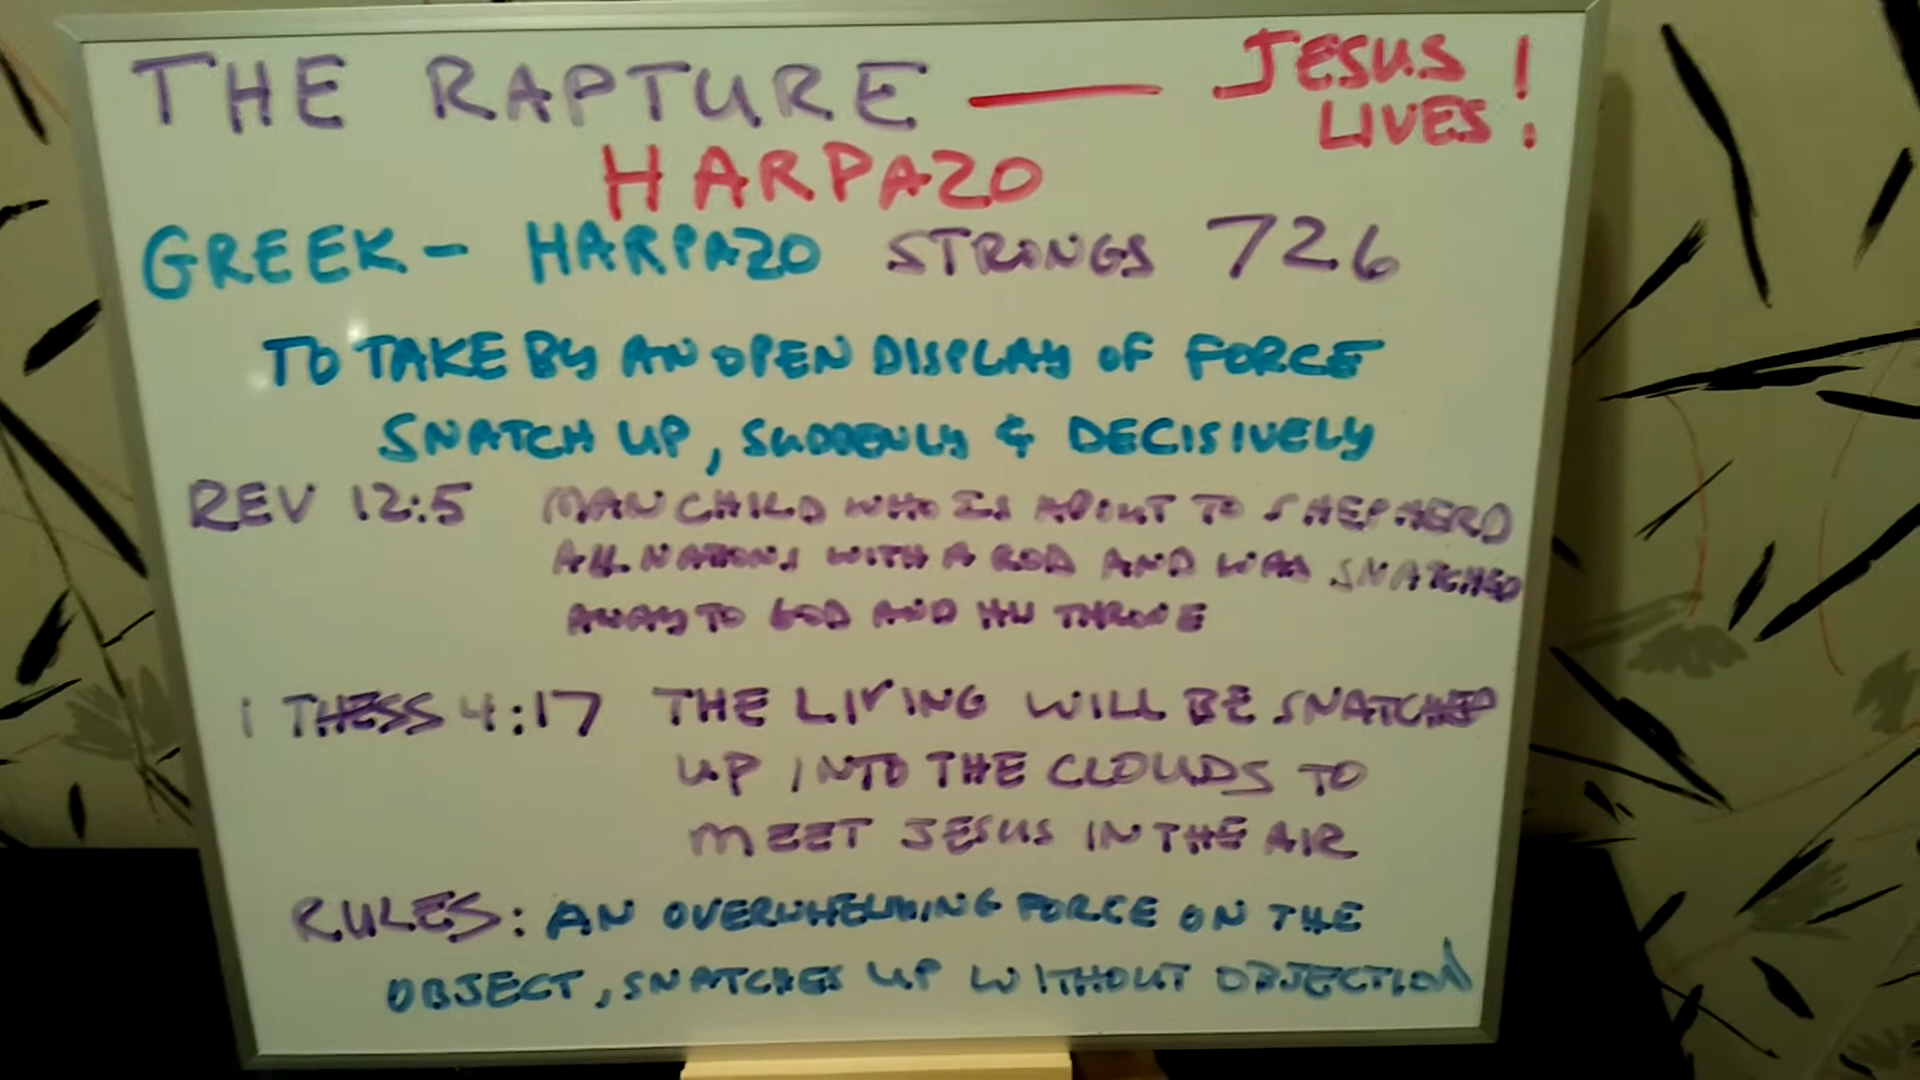 THE RAPTURE — JESUS LIVES!
HARPAZO
GREEK - HARPAZO STRONGS 726
TO TAKE BY AN OPEN DISPLAY OF FORCE
SNATCH UP, SUDDENLY & DECISIVELY
REV 12:5 MAN CHILD WHO IS ABOUT TO SHEPHERD
ALL NATIONS WITH A ROD AND WAS SNATCHED
AWAY TO GOD AND HIS THRONE
1 THESS 4:17 THE LIVING WILL BE SNATCHED
UP INTO THE CLOUDS TO
MEET JESUS IN THE AIR
RULES: AN OVERWHELMING FORCE ON THE
OBJECT, SNATCHES UP WITHOUT OBJECTION